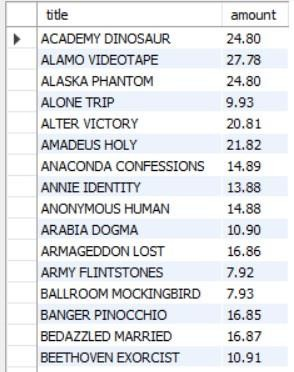 title amount
ACADEMY DINOSAUR 24.80
ALAMO VIDEOTAPE 27.78
ALASKA PHANTOM 24.80
ALONE TRIP 9.93
ALTER VICTORY 20.81
AMADEUS HOLY 21.82
ANACONDA CONFESSIONS 14.89
ANNIE IDENTITY 13.88
ANONYMOUS HUMAN 14.88
ARABIA DOGMA 10.90
ARMAGEDDON LOST 16.86
ARMY FLINTSTONES 7.92
BALLROOM MOCKINGBIRD 7.93
BANGER PINOCCHIO 16.85
BEDAZZLED MARRIED 16.87
BEETHOVEN EXORCIST 10.91